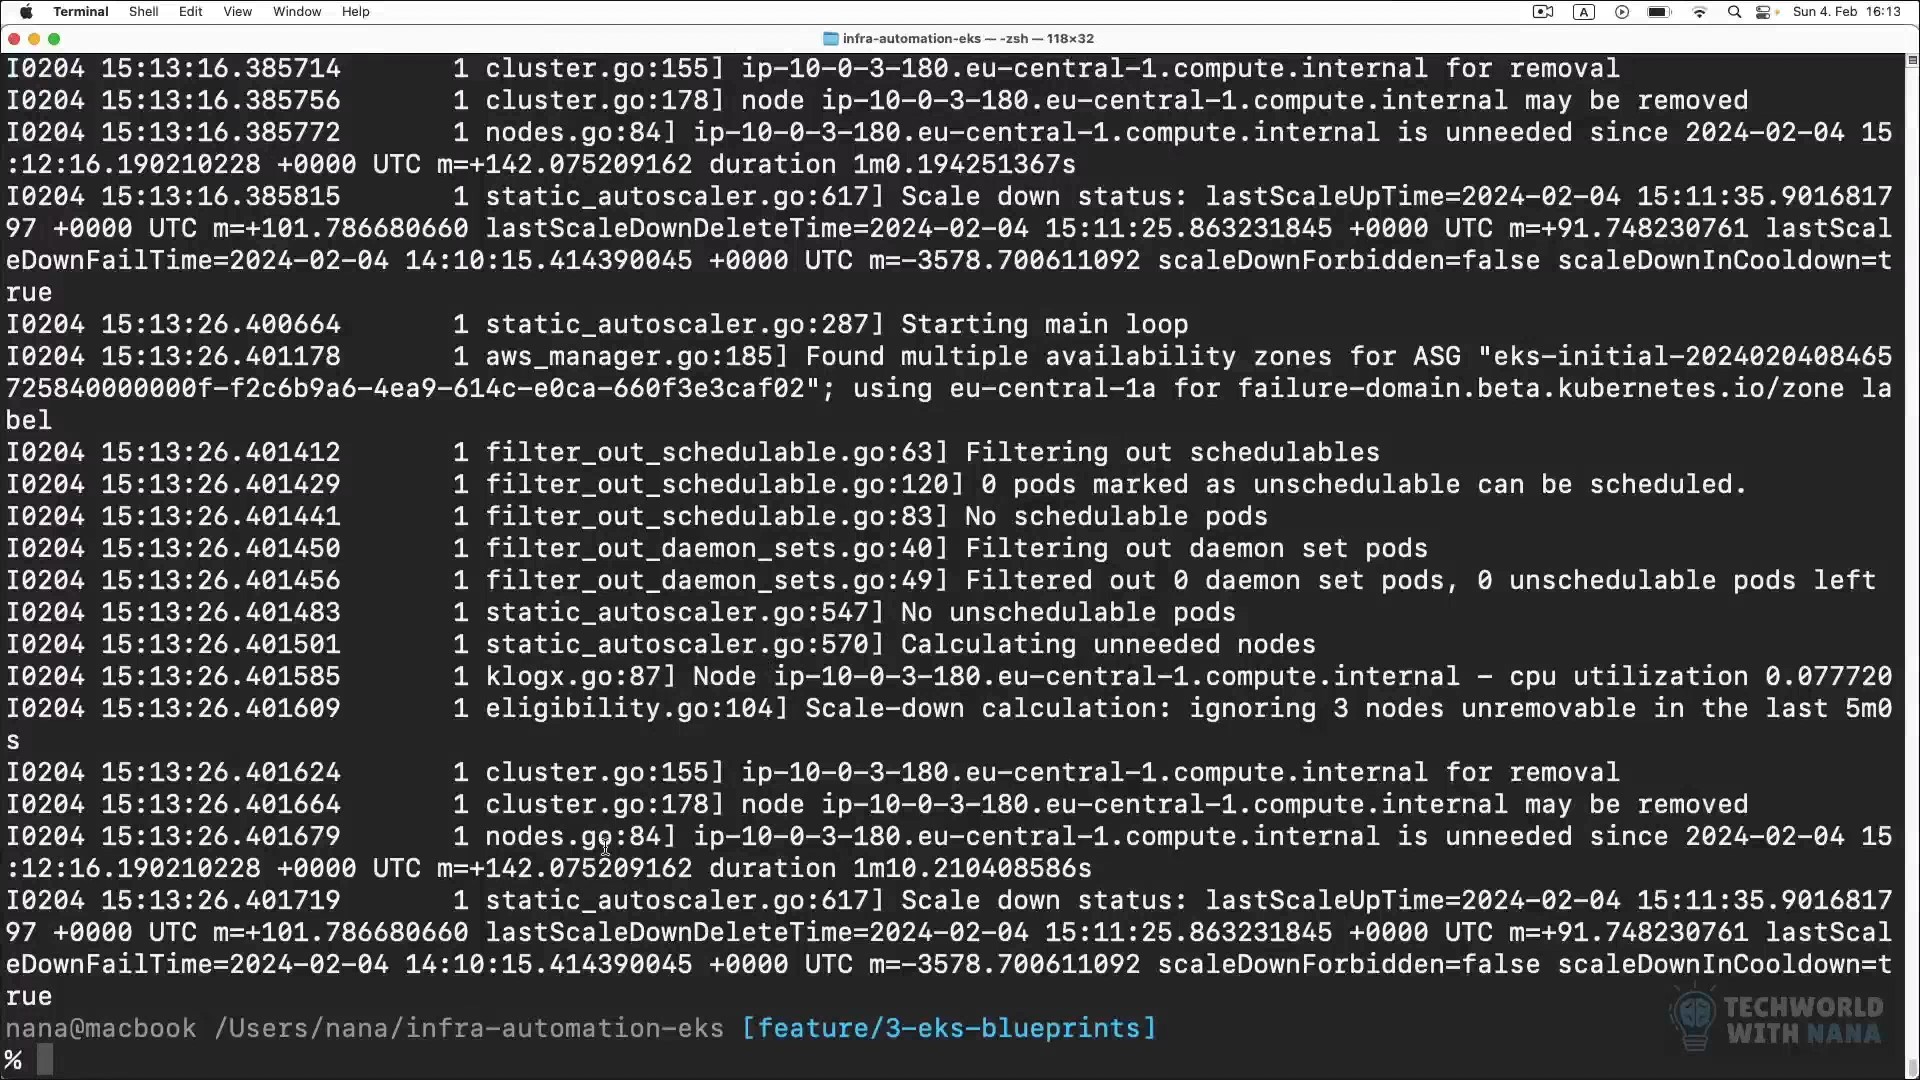 Terminal Shell Edit View Window Help A Sun 4. Feb 16:13
infra-automation-eks — -zsh — 118×32
I0204 15:13:16.385714       1 cluster.go:155] ip-10-0-3-180.eu-central-1.compute.internal for removal
I0204 15:13:16.385756       1 cluster.go:178] node ip-10-0-3-180.eu-central-1.compute.internal may be removed
I0204 15:13:16.385772       1 nodes.go:84] ip-10-0-3-180.eu-central-1.compute.internal is unneeded since 2024-02-04 15
:12:16.190210228 +0000 UTC m=+142.075209162 duration 1m0.194251367s
I0204 15:13:16.385815       1 static_autoscaler.go:617] Scale down status: lastScaleUpTime=2024-02-04 15:11:35.9016817
97 +0000 UTC m=+101.786680660 lastScaleDownDeleteTime=2024-02-04 15:11:25.863231845 +0000 UTC m=+91.748230761 lastScal
eDownFailTime=2024-02-04 14:10:15.414390045 +0000 UTC m=-3578.700611092 scaleDownForbidden=false scaleDownInCooldown=t
rue
I0204 15:13:26.400664       1 static_autoscaler.go:287] Starting main loop
I0204 15:13:26.401178       1 aws_manager.go:185] Found multiple availability zones for ASG "eks-initial-2024020408465
725840000000f-f2c6b9a6-4ea9-614c-e0ca-660f3e3caf02"; using eu-central-1a for failure-domain.beta.kubernetes.io/zone la
bel
I0204 15:13:26.401412       1 filter_out_schedulable.go:63] Filtering out schedulables
I0204 15:13:26.401429       1 filter_out_schedulable.go:120] 0 pods marked as unschedulable can be scheduled.
I0204 15:13:26.401441       1 filter_out_schedulable.go:83] No schedulable pods
I0204 15:13:26.401450       1 filter_out_daemon_sets.go:40] Filtering out daemon set pods
I0204 15:13:26.401456       1 filter_out_daemon_sets.go:49] Filtered out 0 daemon set pods, 0 unschedulable pods left
I0204 15:13:26.401483       1 static_autoscaler.go:547] No unschedulable pods
I0204 15:13:26.401501       1 static_autoscaler.go:570] Calculating unneeded nodes
I0204 15:13:26.401585       1 klogx.go:87] Node ip-10-0-3-180.eu-central-1.compute.internal - cpu utilization 0.077720
I0204 15:13:26.401609       1 eligibility.go:104] Scale-down calculation: ignoring 3 nodes unremovable in the last 5m0
s
I0204 15:13:26.401624       1 cluster.go:155] ip-10-0-3-180.eu-central-1.compute.internal for removal
I0204 15:13:26.401664       1 cluster.go:178] node ip-10-0-3-180.eu-central-1.compute.internal may be removed
I0204 15:13:26.401679       1 nodes.go:84] ip-10-0-3-180.eu-central-1.compute.internal is unneeded since 2024-02-04 15
:12:16.190210228 +0000 UTC m=+142.075209162 duration 1m10.210408586s
I0204 15:13:26.401719       1 static_autoscaler.go:617] Scale down status: lastScaleUpTime=2024-02-04 15:11:35.9016817
97 +0000 UTC m=+101.786680660 lastScaleDownDeleteTime=2024-02-04 15:11:25.863231845 +0000 UTC m=+91.748230761 lastScal
eDownFailTime=2024-02-04 14:10:15.414390045 +0000 UTC m=-3578.700611092 scaleDownForbidden=false scaleDownInCooldown=t
rue
nana@macbook /Users/nana/infra-automation-eks [feature/3-eks-blueprints]
%
TECHWORLD
WITH NANA